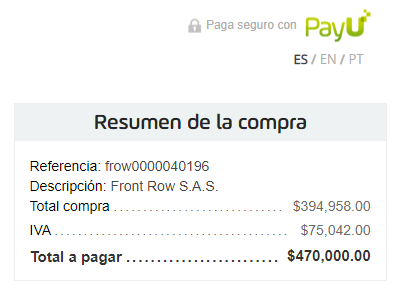 Paga seguro con PayU
ES / EN / PT
Resumen de la compra
Referencia: frow0000040196
Descripción: Front Row S.A.S.
Total compra ............................ $394,958.00
IVA ....................................... $75,042.00
Total a pagar ......................... $470,000.00